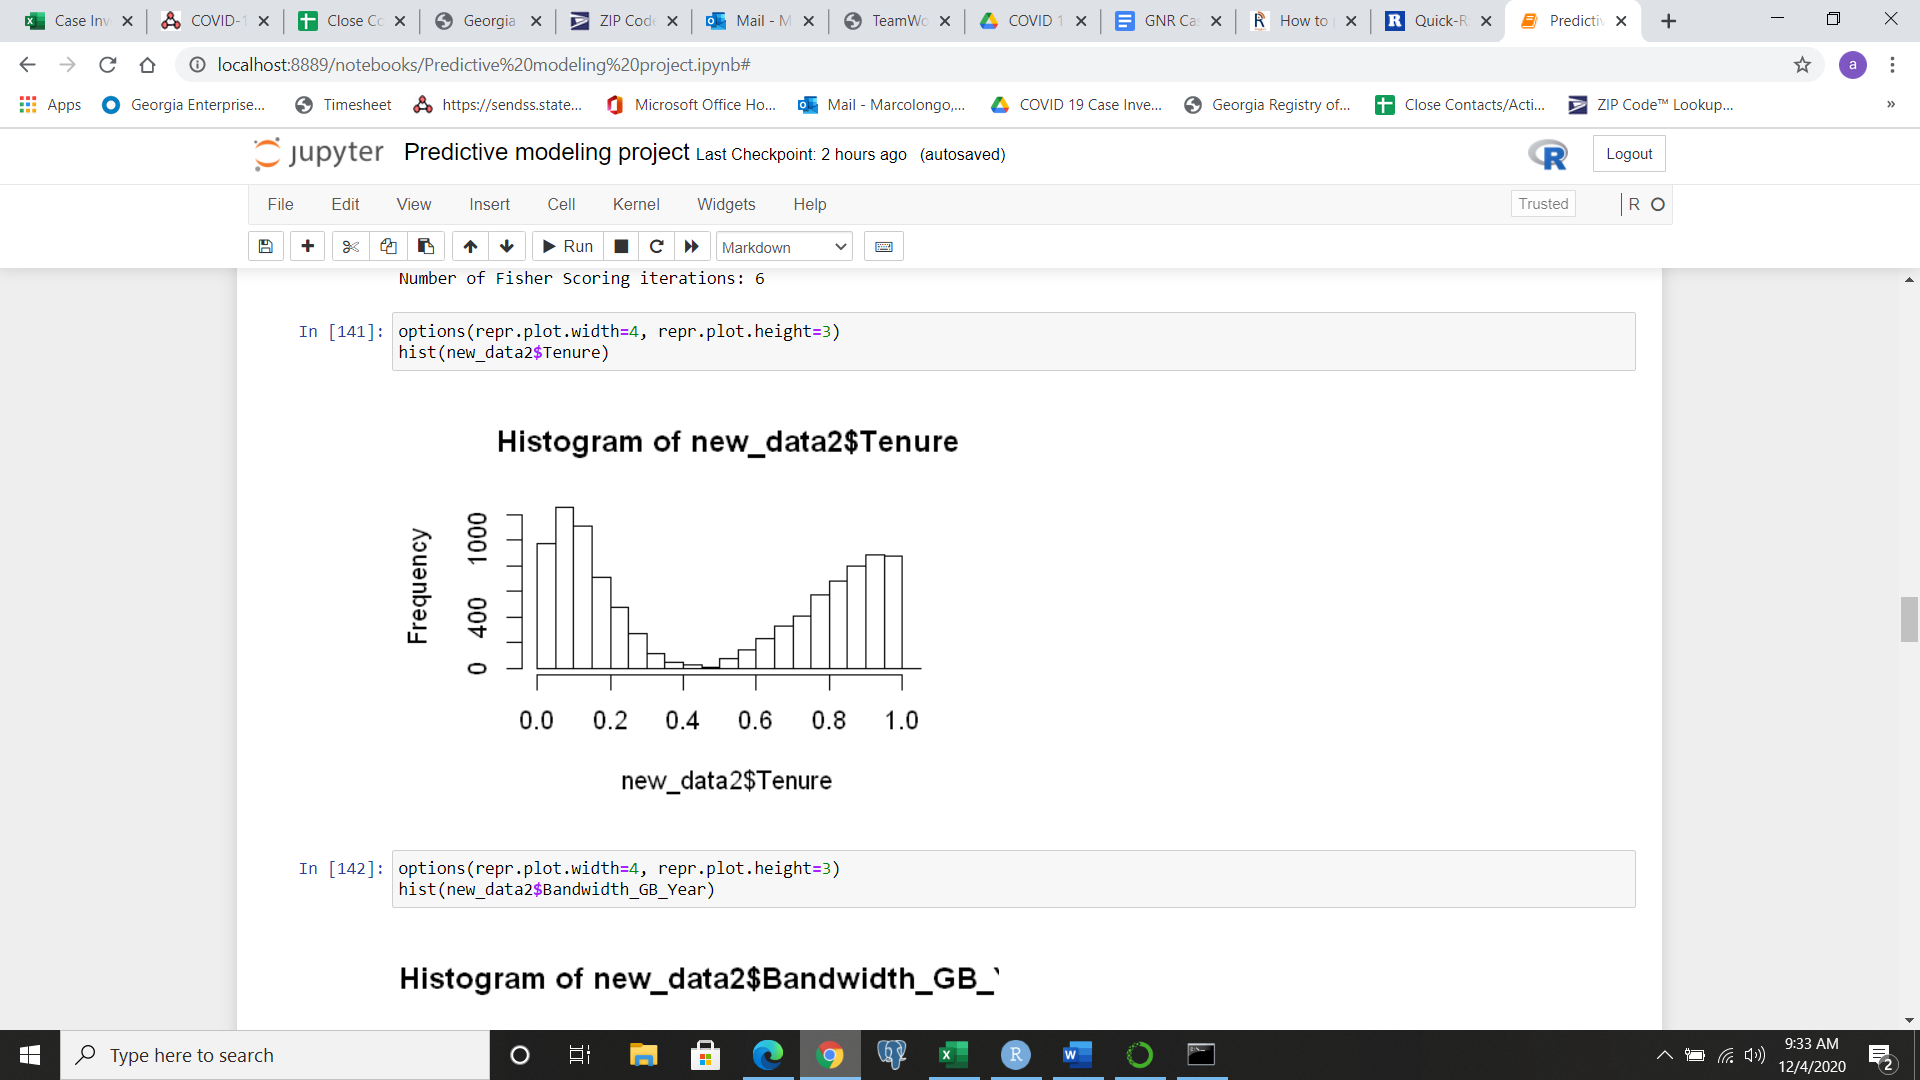 Case Inv
COVID-1
Close Co
Georgia
ZIP Code
Mail - M
TeamWo
COVID 1
GNR Cas
How to
Quick-R
Predictiv
localhost:8889/notebooks/Predictive%20modeling%20project.ipynb#
a
Apps
Georgia Enterprise...
Timesheet
https://sendss.state...
Microsoft Office Ho...
Mail - Marcolongo,...
COVID 19 Case Inve...
Georgia Registry of...
Close Contacts/Acti...
ZIP Code™ Lookup...
»
jupyter
Predictive modeling project Last Checkpoint: 2 hours ago (autosaved)
Logout
File Edit View Insert Cell Kernel Widgets Help
Trusted
R
Run
Markdown
Number of Fisher Scoring iterations: 6
In [141]:
options(repr.plot.width=4, repr.plot.height=3)
hist(new_data2$Tenure)
Histogram of new_data2$Tenure
Frequency
0 400 1000
0.0 0.2 0.4 0.6 0.8 1.0
new_data2$Tenure
In [142]:
options(repr.plot.width=4, repr.plot.height=3)
hist(new_data2$Bandwidth_GB_Year)
Histogram of new_data2$Bandwidth_GB_
Type here to search
9:33 AM
12/4/2020
2